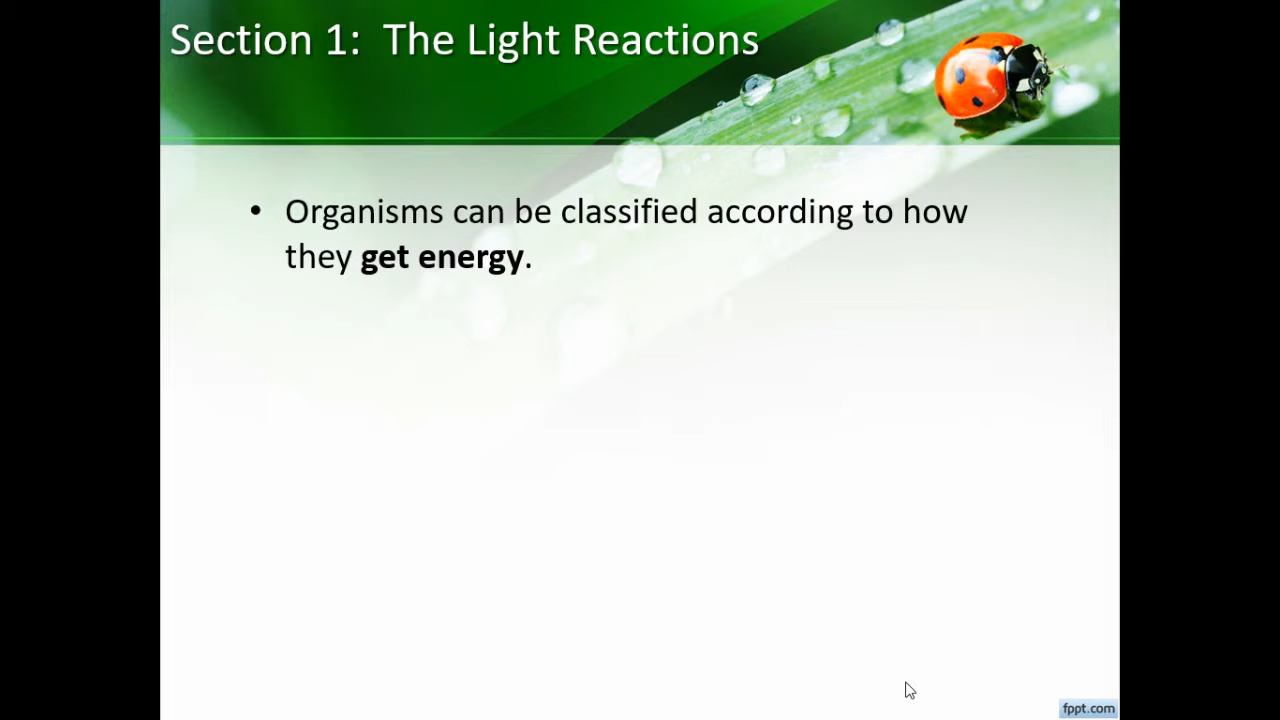 Section 1:  The Light Reactions
• Organisms can be classified according to how
they get energy.
fppt.com